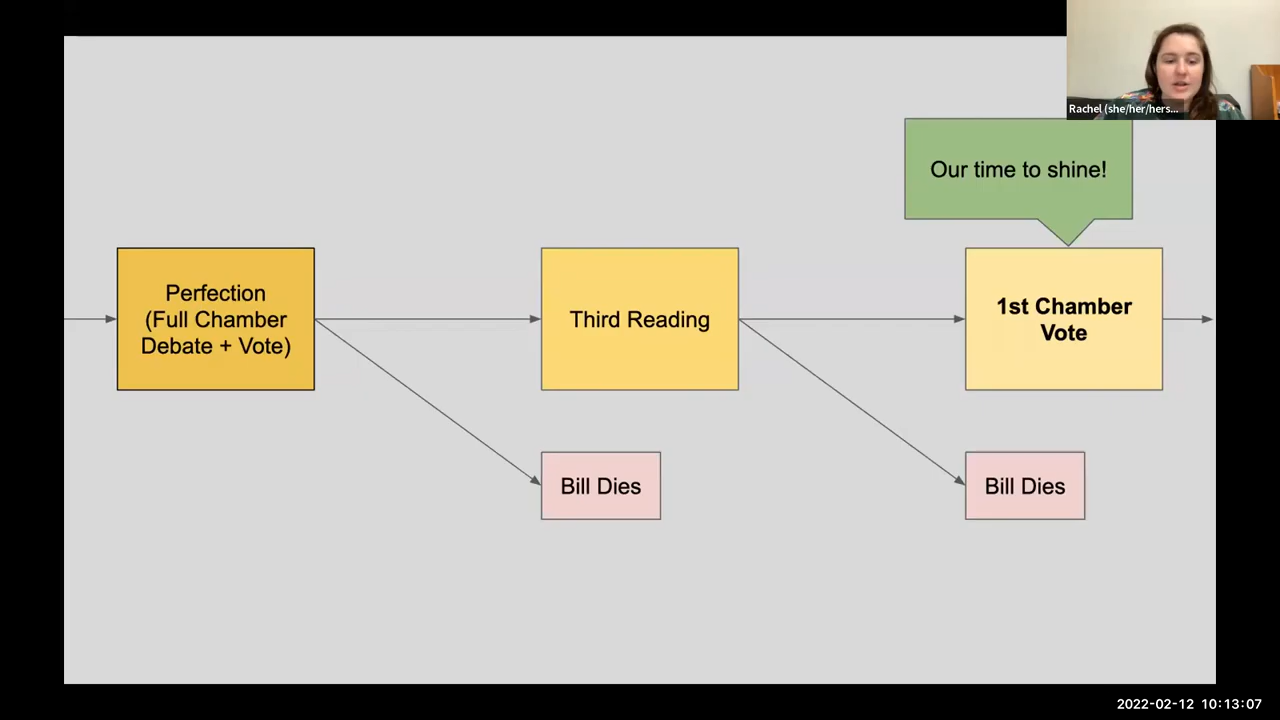 Rachel (she/her/hers...
Our time to shine!
Perfection
(Full Chamber
Debate + Vote)
Third Reading
1st Chamber
Vote
Bill Dies
Bill Dies
2022-02-12 10:13:07